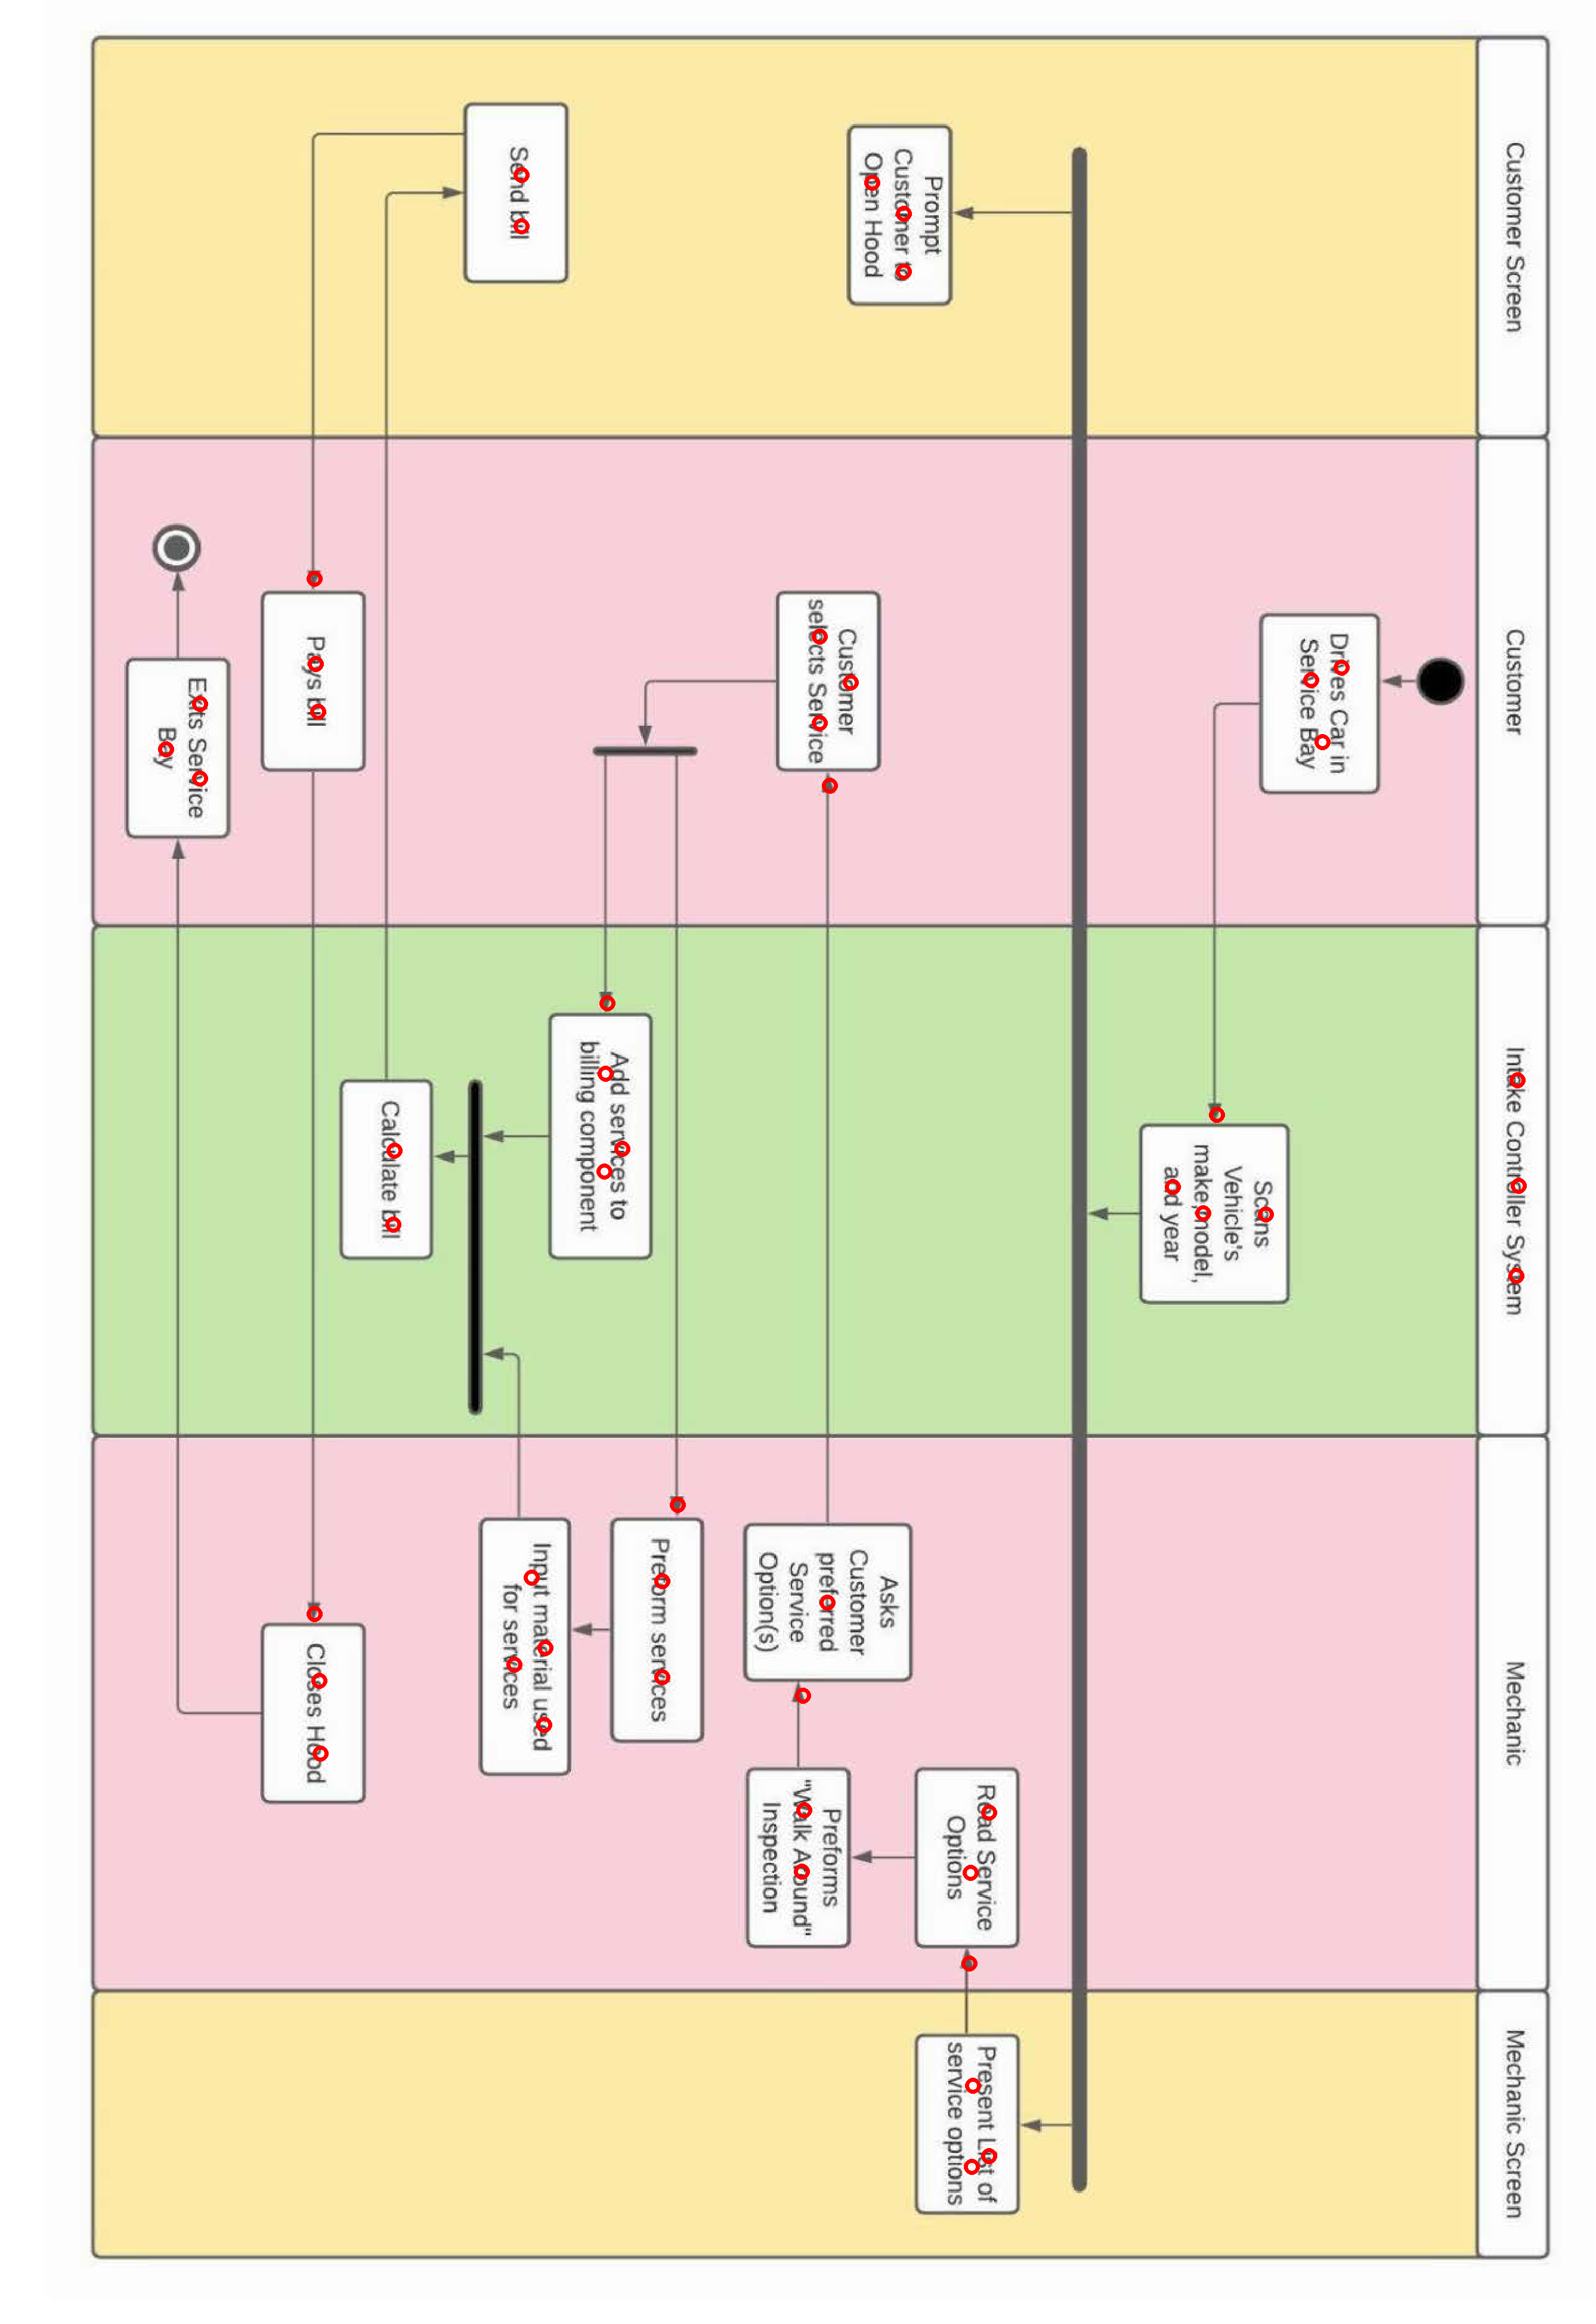 Customer Screen
Customer
Intake Controller System
Mechanic
Mechanic Screen
Drives Car in
Service Bay
Scans
Vehicle's
make,model,
and year
Prompt
Customer to
Open Hood
Present List of
service options
Read Service
Options
Preforms
"Walk Around"
Inspection
Asks
Customer
preferred
Service
Option(s)
Customer
selects Service
Add services to
billing component
Preform services
Input material used
for services
Calculate bill
Send bill
Pays bill
Closes Hood
Exits Service
Bay